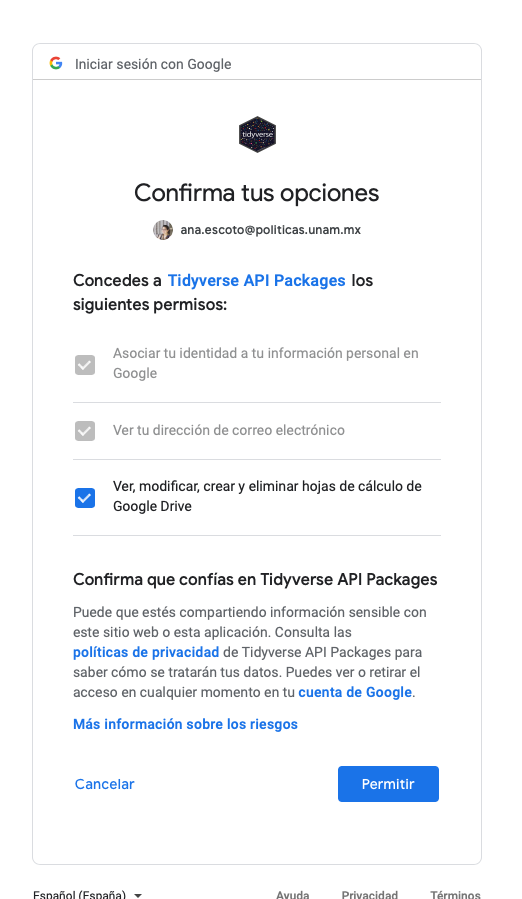 Iniciar sesión con Google
tidyverse
Confirma tus opciones
ana.escoto@politicas.unam.mx
Concedes a Tidyverse API Packages los
siguientes permisos:
Asociar tu identidad a tu información personal en
Google
Ver tu dirección de correo electrónico
Ver, modificar, crear y eliminar hojas de cálculo de
Google Drive
Confirma que confías en Tidyverse API Packages
Puede que estés compartiendo información sensible con
este sitio web o esta aplicación. Consulta las
políticas de privacidad de Tidyverse API Packages para
saber cómo se tratarán tus datos. Puedes ver o retirar el
acceso en cualquier momento en tu cuenta de Google.
Más información sobre los riesgos
Cancelar Permitir
Español (España) Ayuda Privacidad Términos